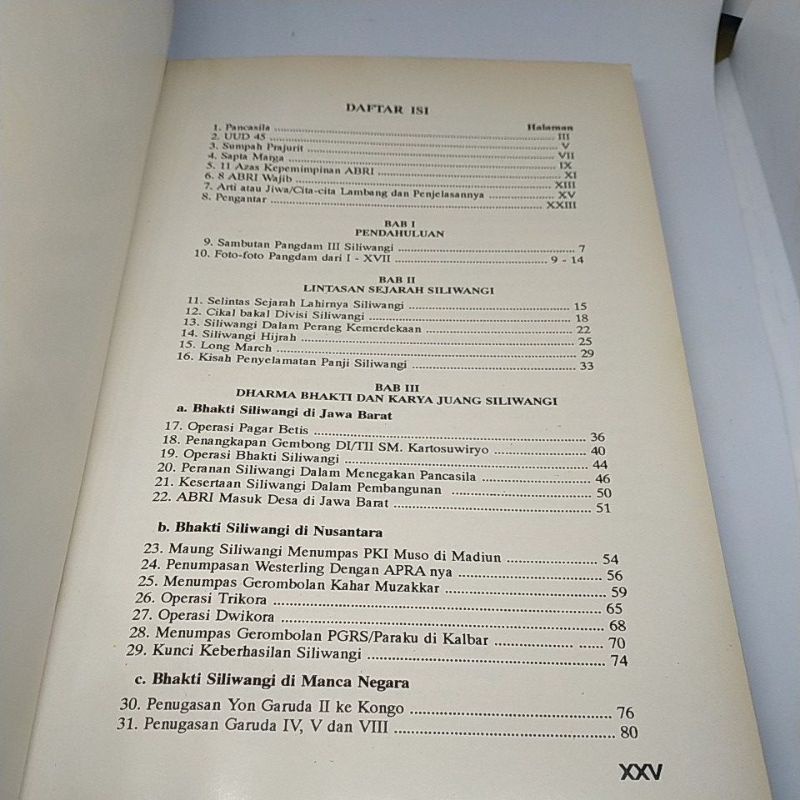 DAFTAR ISI
Halaman
1. Pancasila ........ III
2. UUD 45 ........ V
3. Sumpah Prajurit ........ VII
4. Sapta Marga ........ IX
5. 11 Azas Kepemimpinan ABRI ........ XI
6. 8 ABRI Wajib ........ XIII
7. Arti atau Jiwa/Cita-cita Lambang dan Penjelasannya ........ XV
8. Pengantar ........ XXIII
BAB I
PENDAHULUAN
9. Sambutan Pangdam III Siliwangi ........ 7
10. Foto-foto Pangdam dari I - XVII ........ 9 - 14
BAB II
LINTASAN SEJARAH SILIWANGI
11. Selintas Sejarah Lahirnya Siliwangi ........ 15
12. Cikal bakal Divisi Siliwangi ........ 18
13. Siliwangi Dalam Perang Kemerdekaan ........ 22
14. Siliwangi Hijrah ........ 25
15. Long March ........ 29
16. Kisah Penyelamatan Panji Siliwangi ........ 33
BAB III
DHARMA BHAKTI DAN KARYA JUANG SILIWANGI
a. Bhakti Siliwangi di Jawa Barat
17. Operasi Pagar Betis ........ 36
18. Penangkapan Gembong DI/TII SM. Kartosuwiryo ........ 40
19. Operasi Bhakti Siliwangi ........ 44
20. Peranan Siliwangi Dalam Menegakan Pancasila ........ 46
21. Kesertaan Siliwangi Dalam Pembangunan ........ 50
22. ABRI Masuk Desa di Jawa Barat ........ 51
b. Bhakti Siliwangi di Nusantara
23. Maung Siliwangi Menumpas PKI Muso di Madiun ........ 54
24. Penumpasan Westerling Dengan APRA nya ........ 56
25. Menumpas Gerombolan Kahar Muzakkar ........ 59
26. Operasi Trikora ........ 65
27. Operasi Dwikora ........ 68
28. Menumpas Gerombolan PGRS/Paraku di Kalbar ........ 70
29. Kunci Keberhasilan Siliwangi ........ 74
c. Bhakti Siliwangi di Manca Negara
30. Penugasan Yon Garuda II ke Kongo ........ 76
31. Penugasan Garuda IV, V dan VIII ........ 80
XXV